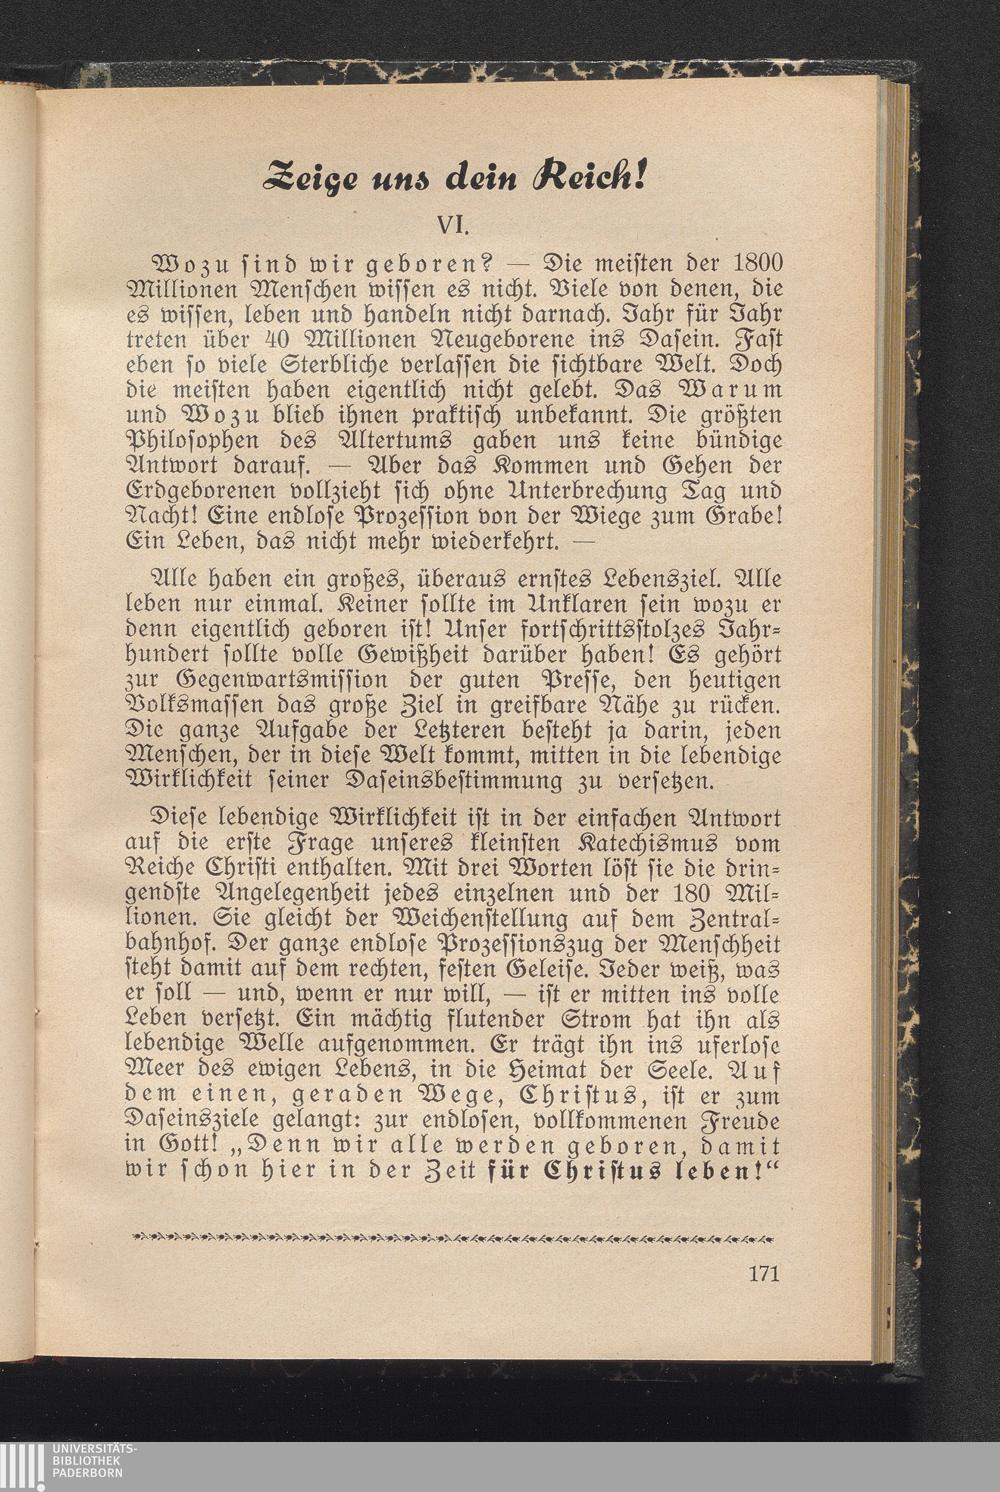 Zeige uns dein Reich!
VI.
Wozu sind wir geboren? — Die meisten der 1800
Millionen Menschen wissen es nicht. Viele von denen, die
es wissen, leben und handeln nicht darnach. Jahr für Jahr
treten über 40 Millionen Neugeborene ins Dasein. Fast
eben so viele Sterbliche verlassen die sichtbare Welt. Doch
die meisten haben eigentlich nicht gelebt. Das Warum
und Wozu blieb ihnen praktisch unbekannt. Die größten
Philosophen des Altertums gaben uns keine bündige
Antwort darauf. — Aber das Kommen und Gehen der
Erdgeborenen vollzieht sich ohne Unterbrechung Tag und
Nacht! Eine endlose Prozession von der Wiege zum Grabe!
Ein Leben, das nicht mehr wiederkehrt. —
Alle haben ein großes, überaus ernstes Lebensziel. Alle
leben nur einmal. Keiner sollte im Unklaren sein wozu er
denn eigentlich geboren ist! Unser fortschrittsstolzes Jahr-
hundert sollte volle Gewißheit darüber haben! Es gehört
zur Gegenwartsmission der guten Presse, den heutigen
Volksmassen das große Ziel in greifbare Nähe zu rücken.
Die ganze Aufgabe der Letzteren besteht ja darin, jeden
Menschen, der in diese Welt kommt, mitten in die lebendige
Wirklichkeit seiner Daseinsbestimmung zu versetzen.
Diese lebendige Wirklichkeit ist in der einfachen Antwort
auf die erste Frage unseres kleinsten Katechismus vom
Reiche Christi enthalten. Mit drei Worten löst sie die drin-
gendste Angelegenheit jedes einzelnen und der 180 Mil-
lionen. Sie gleicht der Weichenstellung auf dem Zentral-
bahnhof. Der ganze endlose Prozessionszug der Menschheit
steht damit auf dem rechten, festen Geleise. Jeder weiß, was
er soll — und, wenn er nur will, — ist er mitten ins volle
Leben versetzt. Ein mächtig flutender Strom hat ihn als
lebendige Welle aufgenommen. Er trägt ihn ins uferlose
Meer des ewigen Lebens, in die Heimat der Seele. Auf
dem einen, geraden Wege, Christus, ist er zum
Daseinsziele gelangt: zur endlosen, vollkommenen Freude
in Gott! „Denn wir alle werden geboren, damit
wir schon hier in der Zeit für Christus leben!“
171
UNIVERSITÄTS-
BIBLIOTHEK
PADERBORN